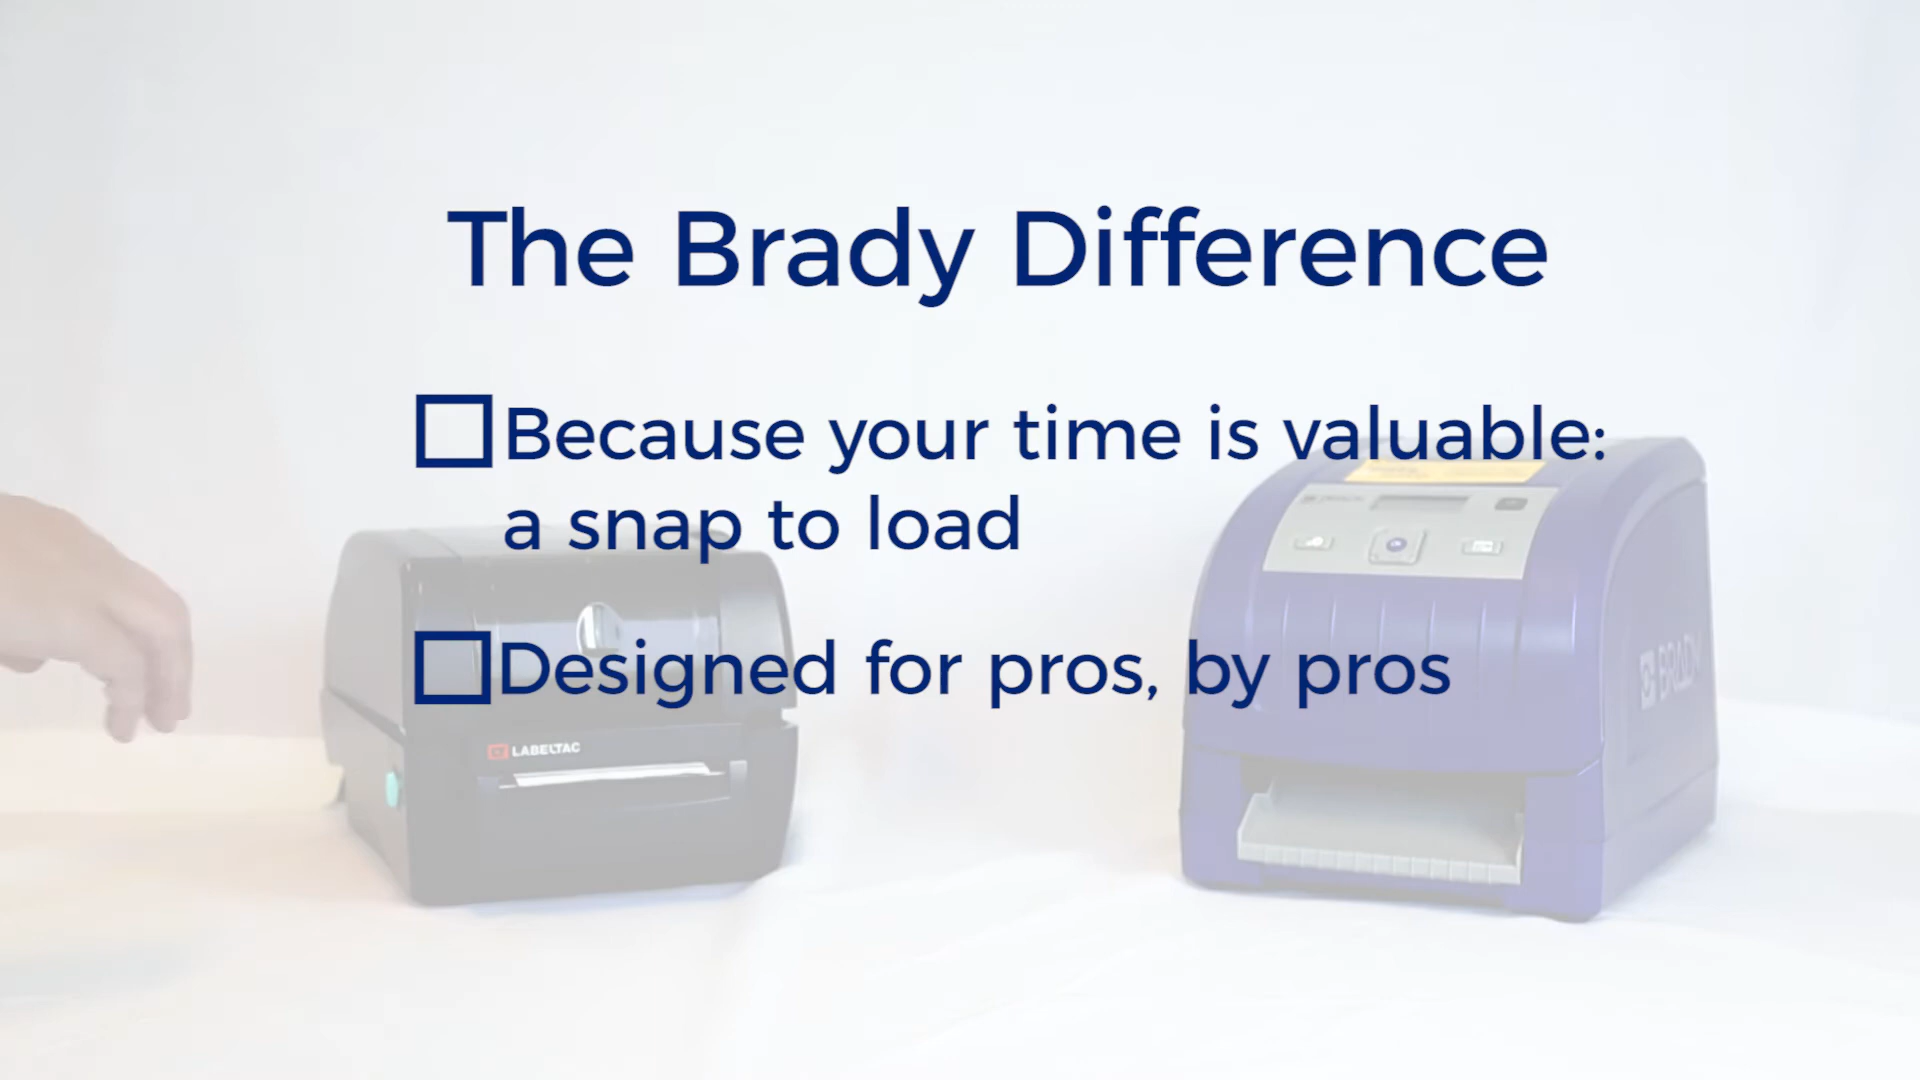 The Brady Difference
Because your time is valuable:
a snap to load
Designed for pros, by pros
LABELTAC
BRADY